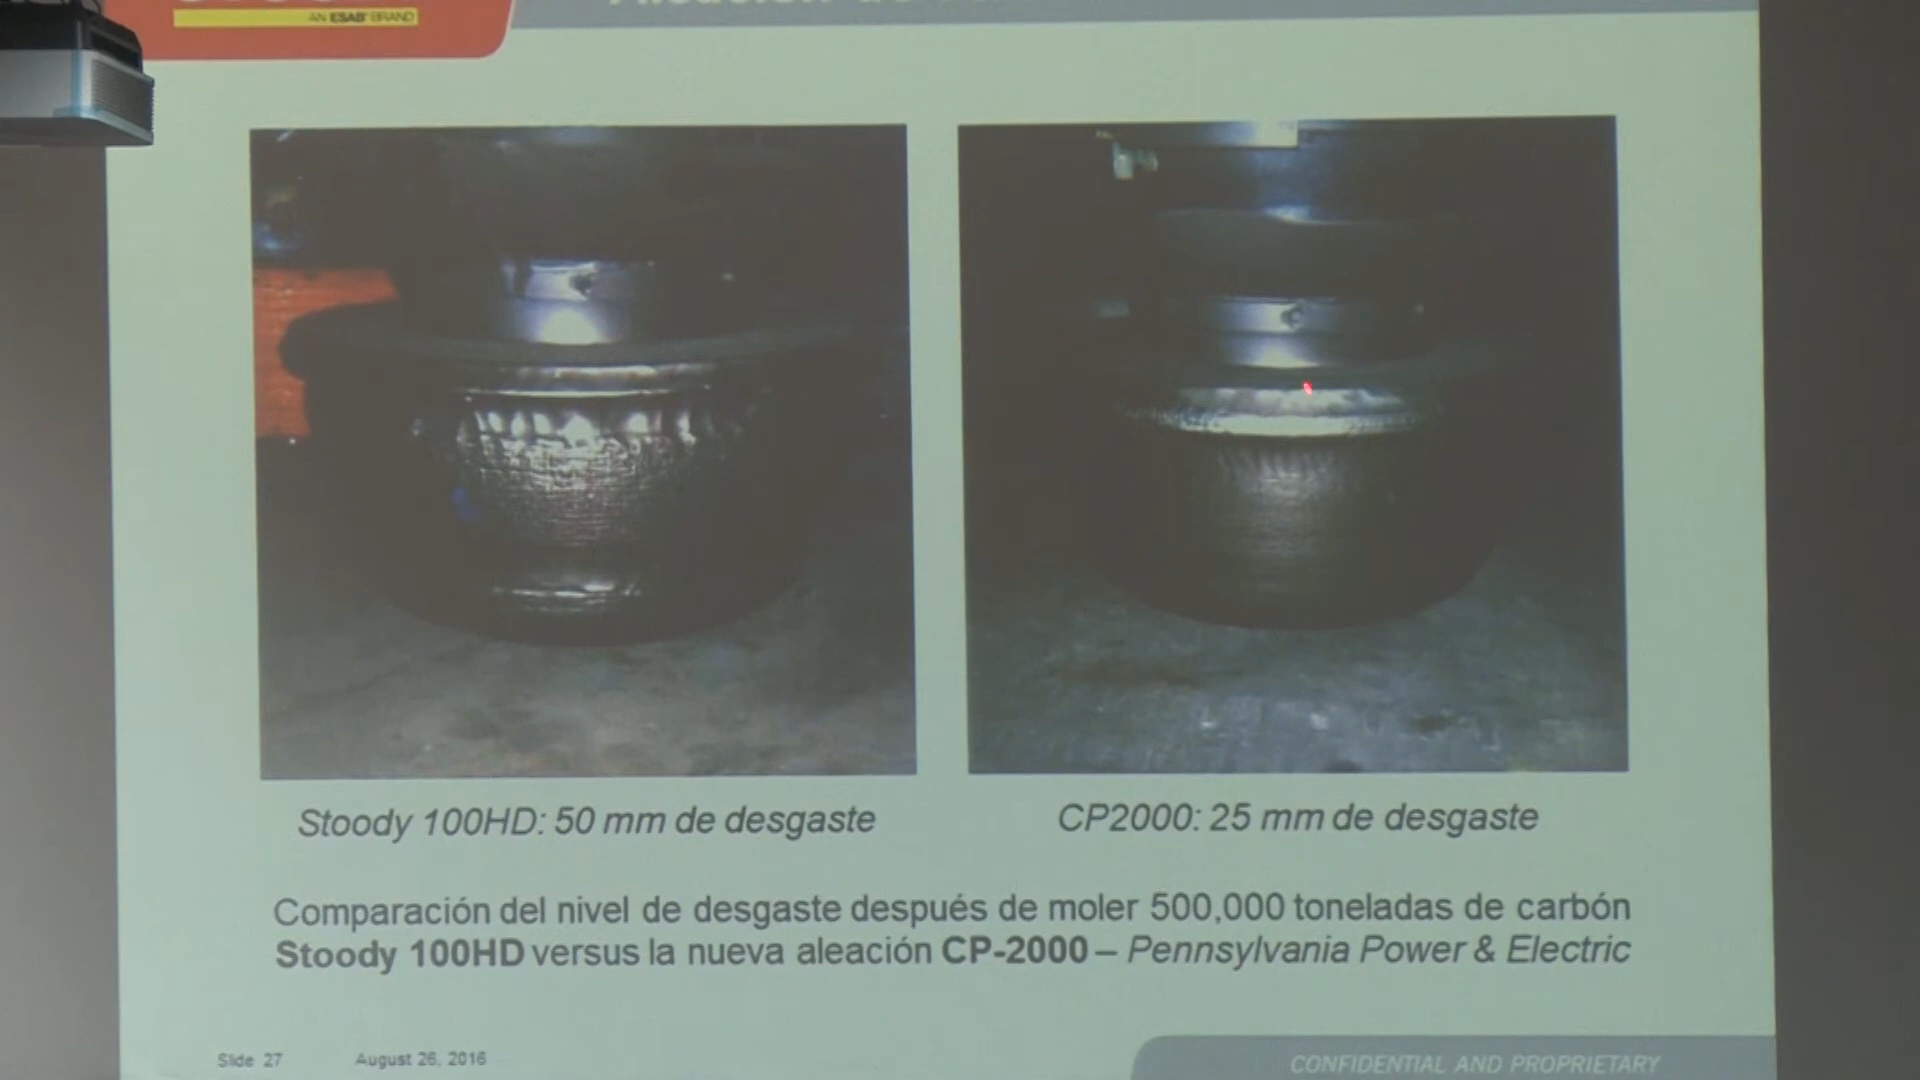 AN ESAB® BRAND
Stoody 100HD: 50 mm de desgaste
CP2000: 25 mm de desgaste
Comparación del nivel de desgaste después de moler 500,000 toneladas de carbón
Stoody 100HD versus la nueva aleación CP-2000 – Pennsylvania Power & Electric
Slide 27
August 26, 2016
CONFIDENTIAL AND PROPRIETARY